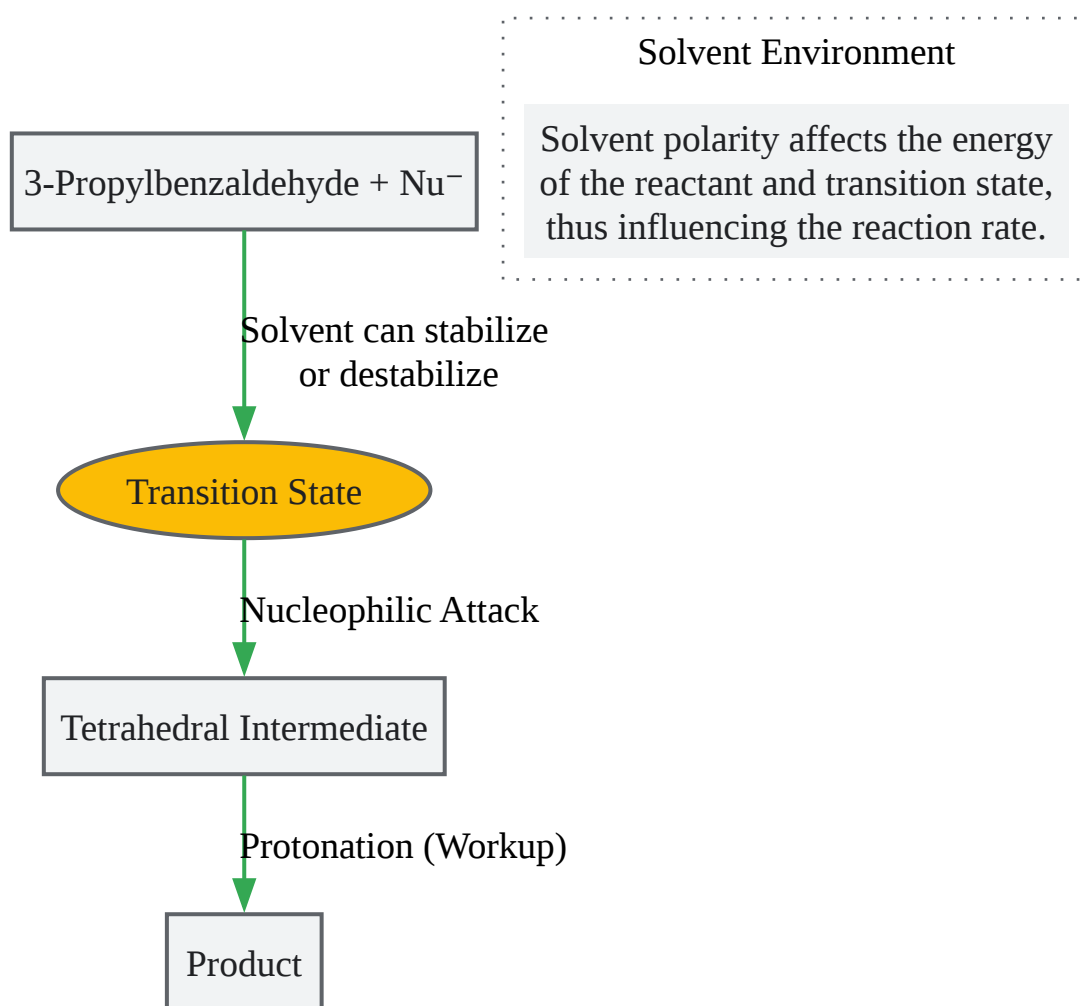 Solvent Environment
Solvent polarity affects the energy
of the reactant and transition state,
thus influencing the reaction rate.
3-Propylbenzaldehyde + Nu⁻
Solvent can stabilize
or destabilize
Transition State
Nucleophilic Attack
Tetrahedral Intermediate
Protonation (Workup)
Product